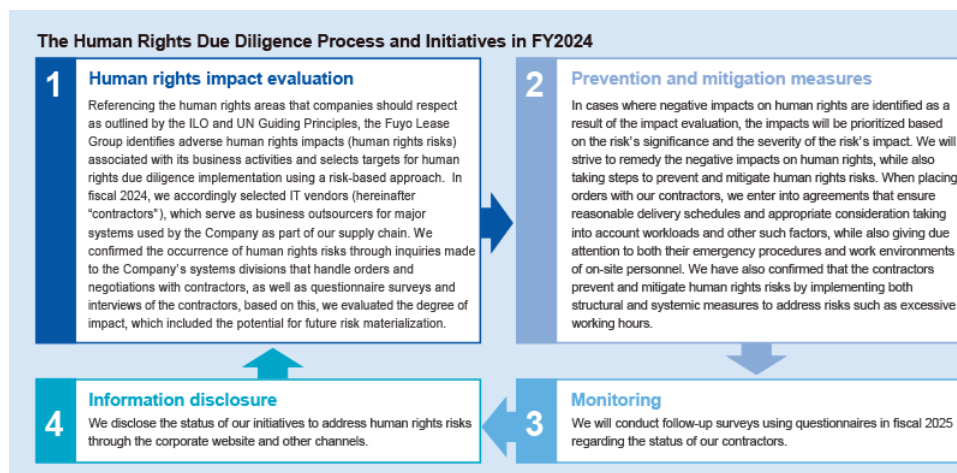 The Human Rights Due Diligence Process and Initiatives in FY2024
1
Human rights impact evaluation
Referencing the human rights areas that companies should respect
as outlined by the ILO and UN Guiding Principles, the Fuyo Lease
Group identifies adverse human rights impacts (human rights risks)
associated with its business activities and selects targets for human
rights due diligence implementation using a risk-based approach. In
fiscal 2024, we accordingly selected IT vendors (hereinafter
“contractors”), which serve as business outsourcers for major
systems used by the Company as part of our supply chain. We
confirmed the occurrence of human rights risks through inquiries made
to the Company’s systems divisions that handle orders and
negotiations with contractors, as well as questionnaire surveys and
interviews of the contractors, based on this, we evaluated the degree of
impact, which included the potential for future risk materialization.
2
Prevention and mitigation measures
In cases where negative impacts on human rights are identified as a
result of the impact evaluation, the impacts will be prioritized based
on the risk’s significance and the severity of the risk’s impact. We will
strive to remedy the negative impacts on human rights, while also
taking steps to prevent and mitigate human rights risks. When placing
orders with our contractors, we enter into agreements that ensure
reasonable delivery schedules and appropriate consideration taking
into account workloads and other such factors, while also giving due
attention to both their emergency procedures and work environments
of on-site personnel. We have also confirmed that the contractors
prevent and mitigate human rights risks by implementing both
structural and systemic measures to address risks such as excessive
working hours.
3
Monitoring
We will conduct follow-up surveys using questionnaires in fiscal 2025
regarding the status of our contractors.
4
Information disclosure
We disclose the status of our initiatives to address human rights risks
through the corporate website and other channels.